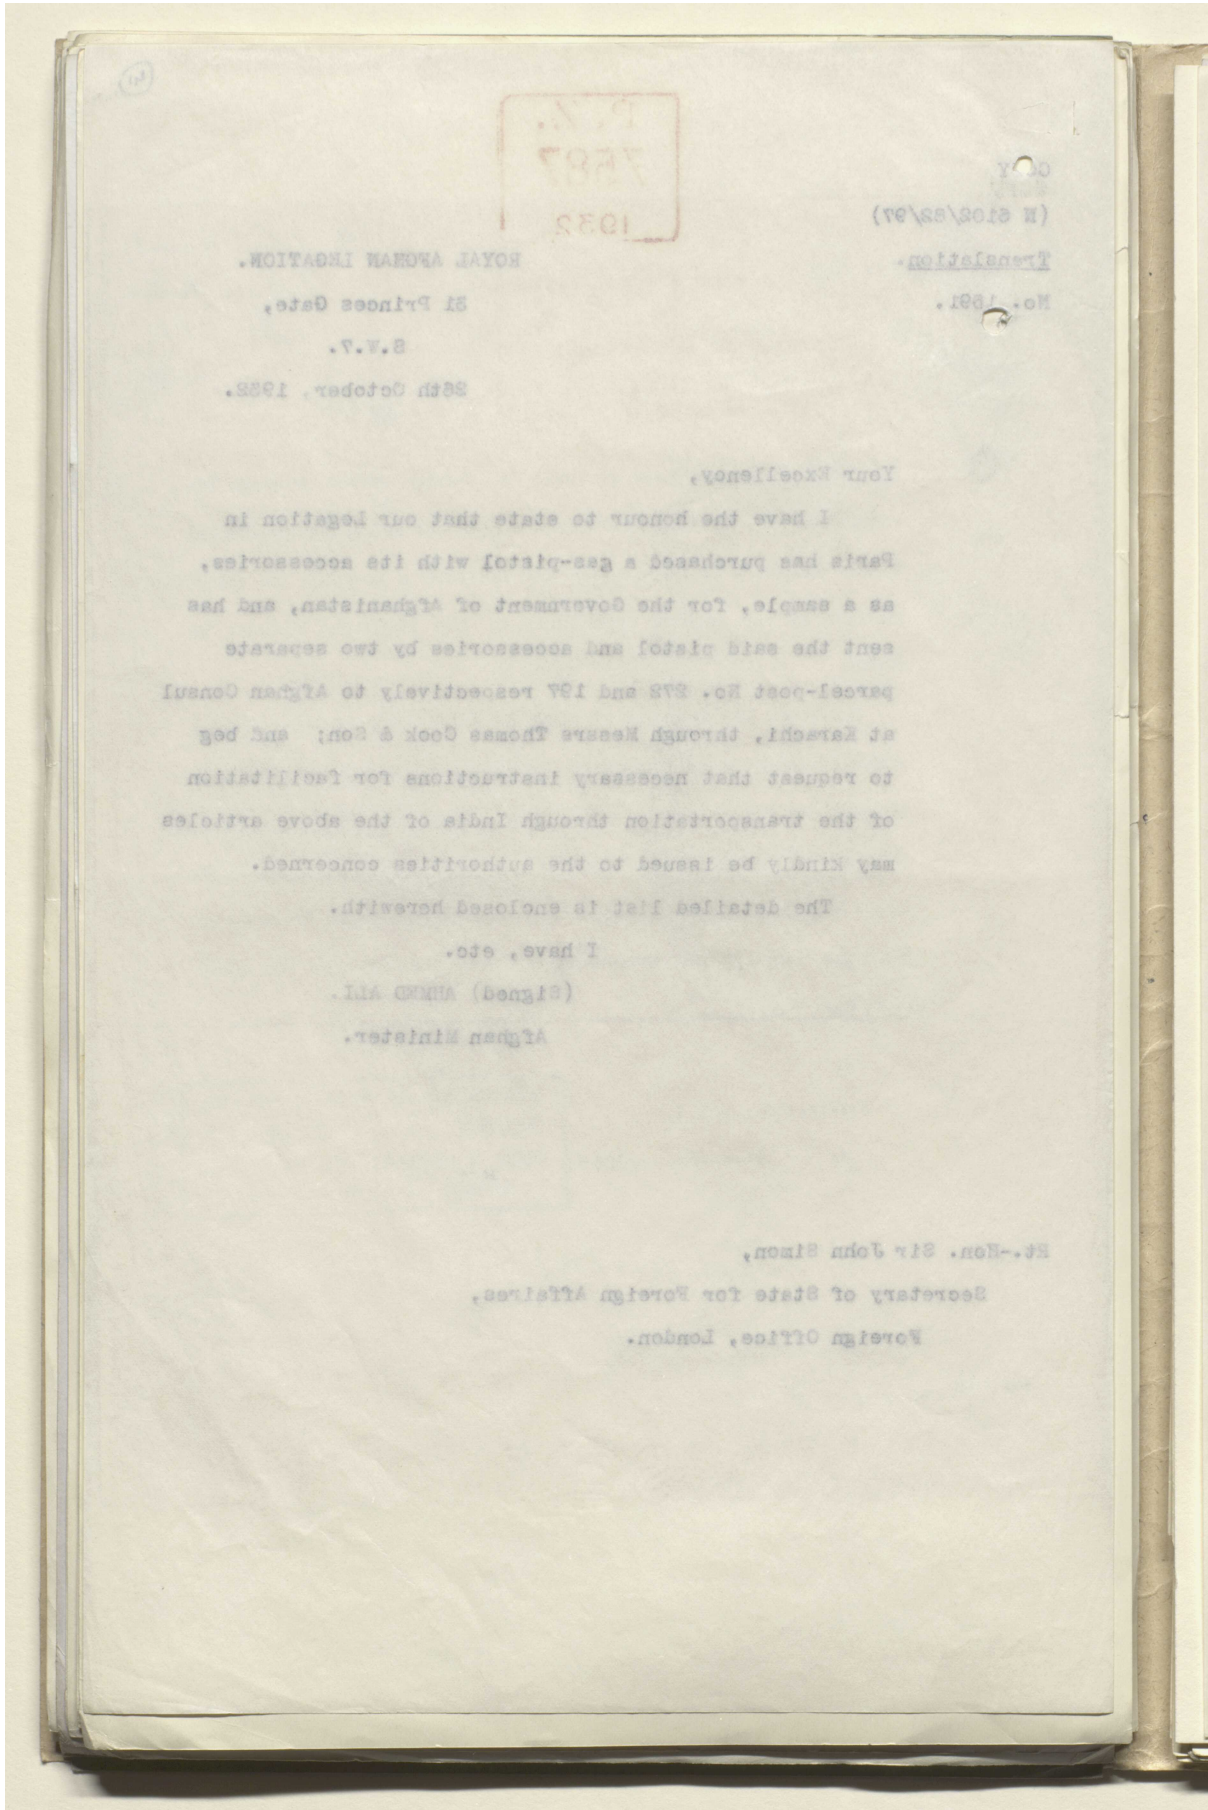 P.Z.
7587
1932
COPY
(N 6102/82/97)
Translation.
No. 1691.
ROYAL AFGHAN LEGATION.
31 Princes Gate,
S.W.7.
26th October, 1932.
Your Excellency,
I have the honour to state that our Legation in
Paris has purchased a gas-pistol with its accessories,
as a sample, for the Government of Afghanistan, and has
sent the said pistol and accessories by two separate
parcel-post No. 272 and 197 respectively to Afghan Consul
at Karachi, through Messrs Thomas Cook & Son; and beg
to request that necessary instructions for facilitation
of the transportation through India of the above articles
may kindly be issued to the authorities concerned.
The detailed list is enclosed herewith.
I have, etc.
(Signed) AHMED ALI.
Afghan Minister.
Rt.-Hon. Sir John Simon,
Secretary of State for Foreign Affaires,
Foreign Office, London.